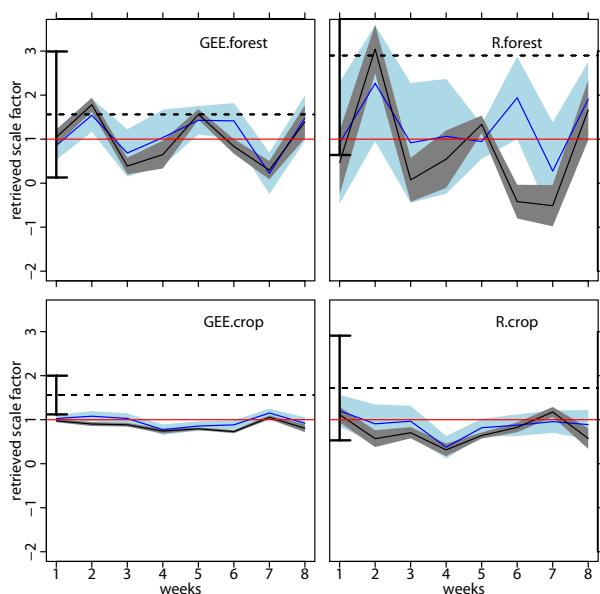 GEE.forest
R.forest
retrieved scale factor
3
2
1
0
−1
−2
GEE.crop
R.crop
retrieved scale factor
3
2
1
0
−1
−2
1 2 3 4 5 6 7 8
1 2 3 4 5 6 7 8
weeks
weeks